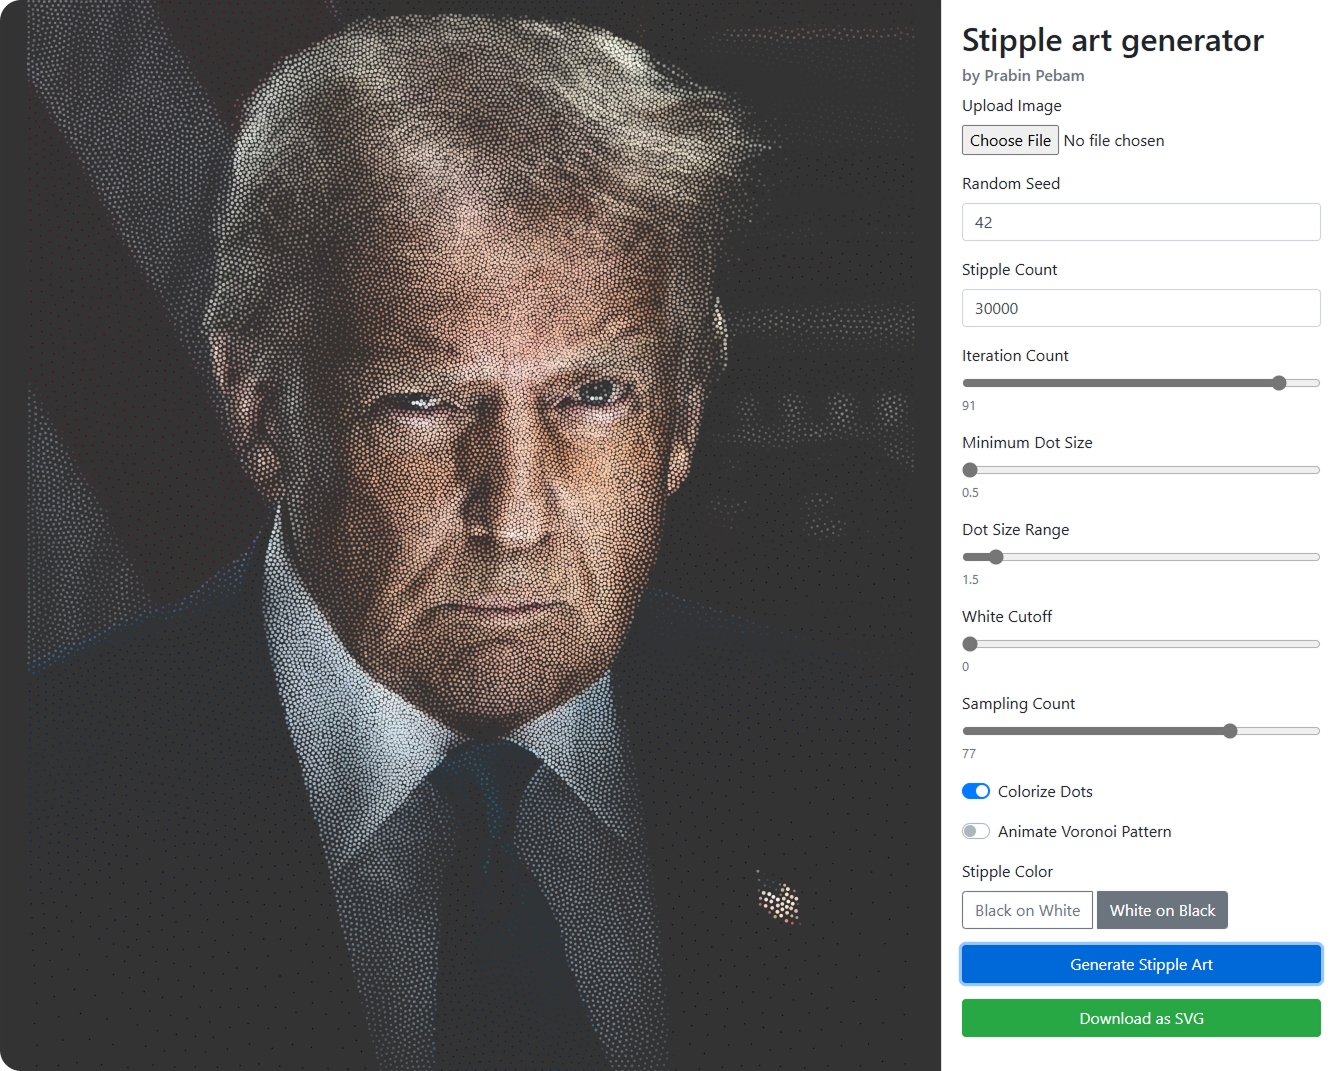 Stipple art generator
by Prabin Pebam
Upload Image
Choose File No file chosen
Random Seed
42
Stipple Count
30000
Iteration Count
91
Minimum Dot Size
0.5
Dot Size Range
1.5
White Cutoff
0
Sampling Count
77
Colorize Dots
Animate Voronoi Pattern
Stipple Color
Black on White White on Black
Generate Stipple Art
Download as SVG